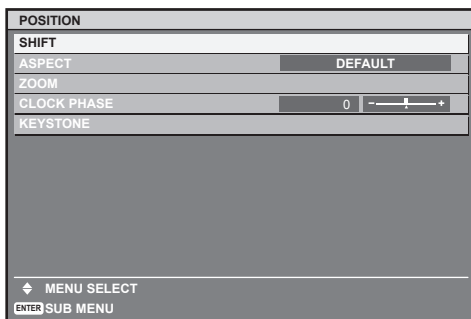 POSITION
SHIFT
ASPECT DEFAULT
ZOOM
CLOCK PHASE 0 - +
KEYSTONE
MENU SELECT
ENTER SUB MENU